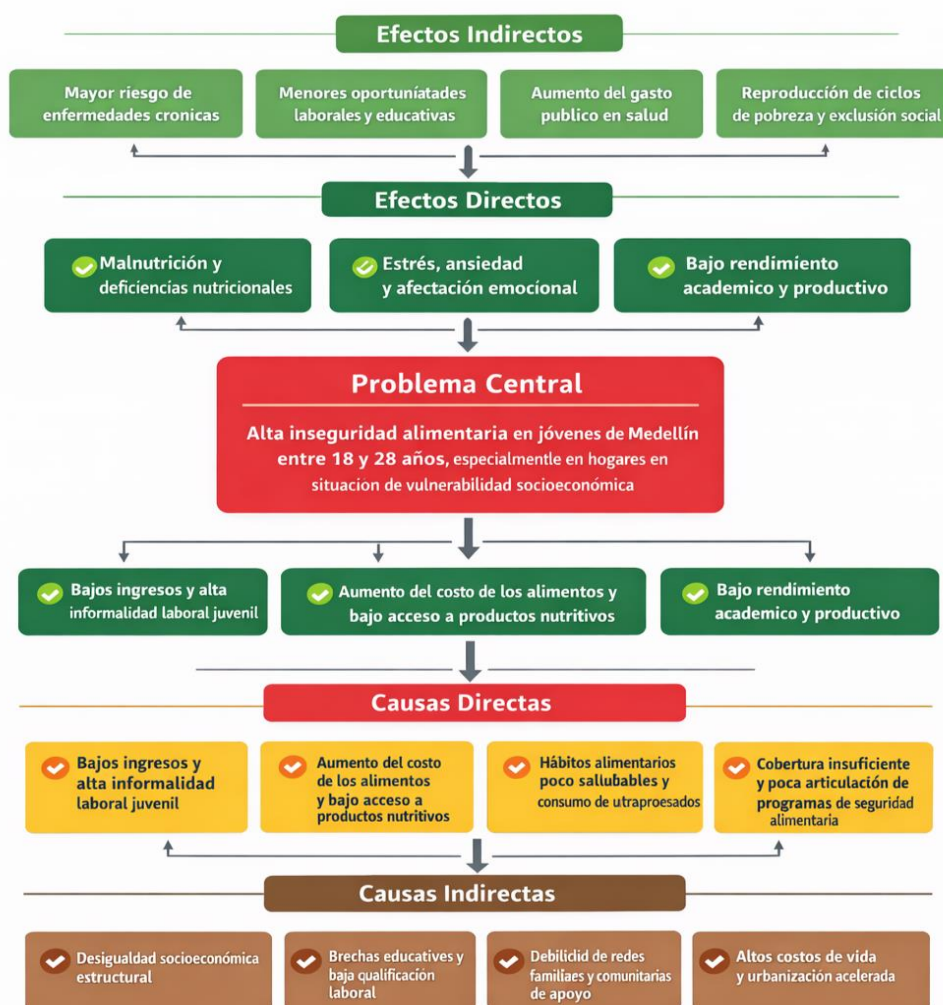 Efectos Indirectos
Mayor riesgo de
enfermedades cronicas
Menores oportuníatades
laborales y educativas
Aumento del gasto
publico en salud
Reproduccíón de ciclos
de pobreza y exclusión social
Efectos Directos
Malnutrición y
deficiencías nutricionales
Estrés, ansiedad
y afectación emocíonal
Bajo rendimiento
academico y productivo
Problema Central
Alta inseguridad alimentaria en jóvenes de Medellín
entre 18 y 28 años, especialmentle en hogares en
situacion de vulnerabilidad socioeconómica
Bajos ingresos y alta
informalidad laboral juvenil
Aumento del costo de los alimentos y
bajo acceso a productos nutritivos
Bajo rendimiento
academico y productivo
Causas Directas
Bajos ingresos y
alta informalidad
laboral juvenil
Aumento del costo
de los alimentos
y bajo acceso a
productos nutritivos
Hábitos alimentarios
poco sallubables y
consumo de utraproesados
Cobertura insuficiente
y poca articulación de
programas de seguridad
alimentaria
Causas Indirectas
Desigualdad socioeconómica
estructural
Brechas educatives y
baja qualificación
laboral
Debilidid de redes
familiaes y comunitarias
de apoyo
Altos costos de vida
y urbanización acelerada